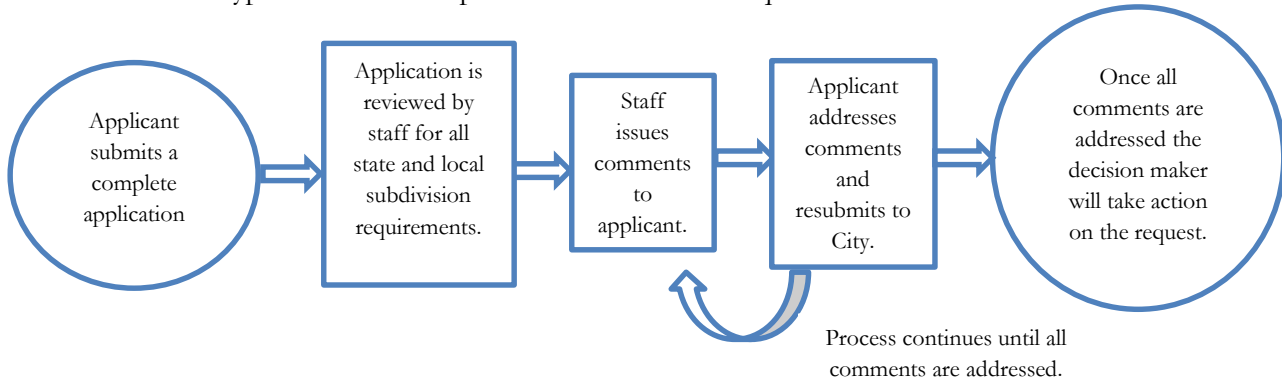 Applicant
submits a
complete
application
Application is
reviewed by
staff for all
state and local
subdivision
requirements.
Staff
issues
comments
to
applicant.
Applicant
addresses
comments
and
resubmits to
City.
Once all
comments are
addressed the
decision maker
will take action
on the request.
Process continues until all
comments are addressed.